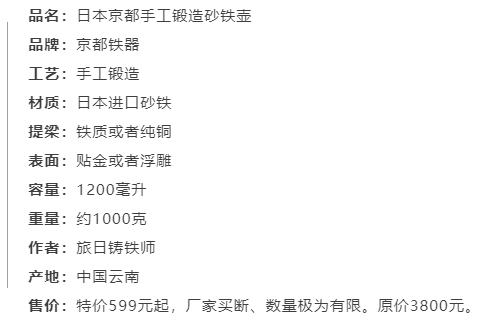 品名：日本京都手工锻造砂铁壶
品牌：京都铁器
工艺：手工锻造
材质：日本进口砂铁
提梁：铁质或者纯铜
表面：贴金或者浮雕
容量：1200毫升
重量：约1000克
作者：旅日铸铁师
产地：中国云南
售价：特价599元起，厂家买断、数量极为有限。原价3800元。